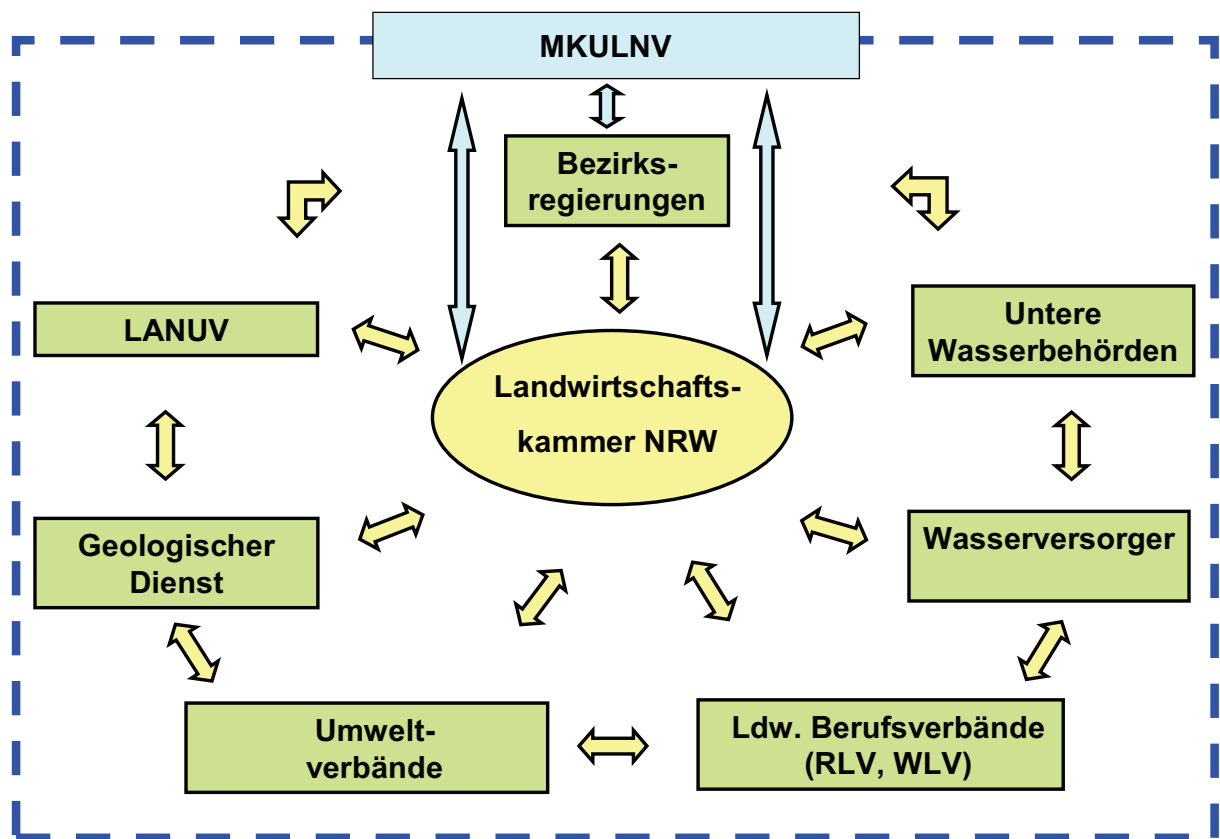 MKULNV
Bezirks-
regierungen
LANUV
Untere
Wasserbehörden
Landwirtschafts-
kammer NRW
Geologischer
Dienst
Wasserversorger
Umwelt-
verbände
Ldw. Berufsverbände
(RLV, WLV)